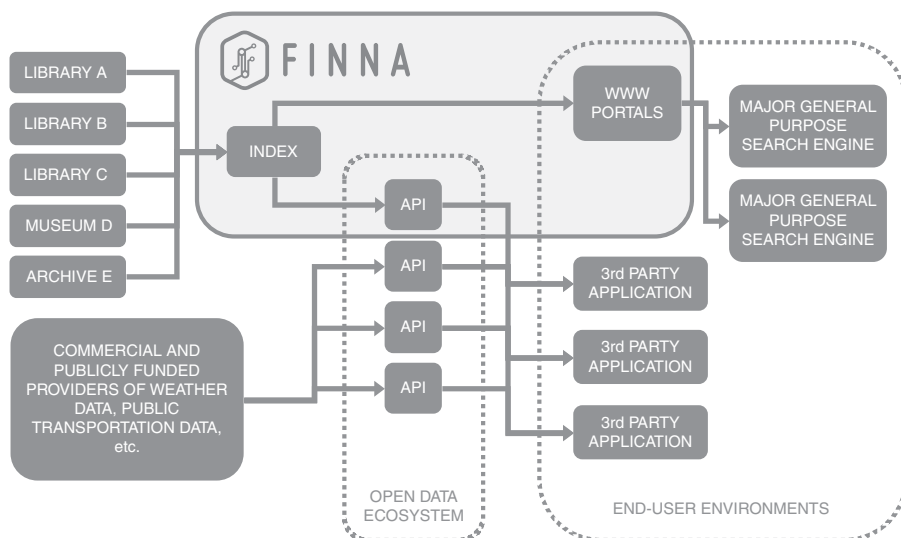 FINNA
LIBRARY A
LIBRARY B
LIBRARY C
MUSEUM D
ARCHIVE E
INDEX
WWW
PORTALS
MAJOR GENERAL
PURPOSE
SEARCH ENGINE
MAJOR GENERAL
PURPOSE
SEARCH ENGINE
API
API
API
API
3rd PARTY
APPLICATION
3rd PARTY
APPLICATION
3rd PARTY
APPLICATION
COMMERCIAL AND
PUBLICLY FUNDED
PROVIDERS OF WEATHER
DATA, PUBLIC
TRANSPORTATION DATA,
etc.
OPEN DATA
ECOSYSTEM
END-USER ENVIRONMENTS